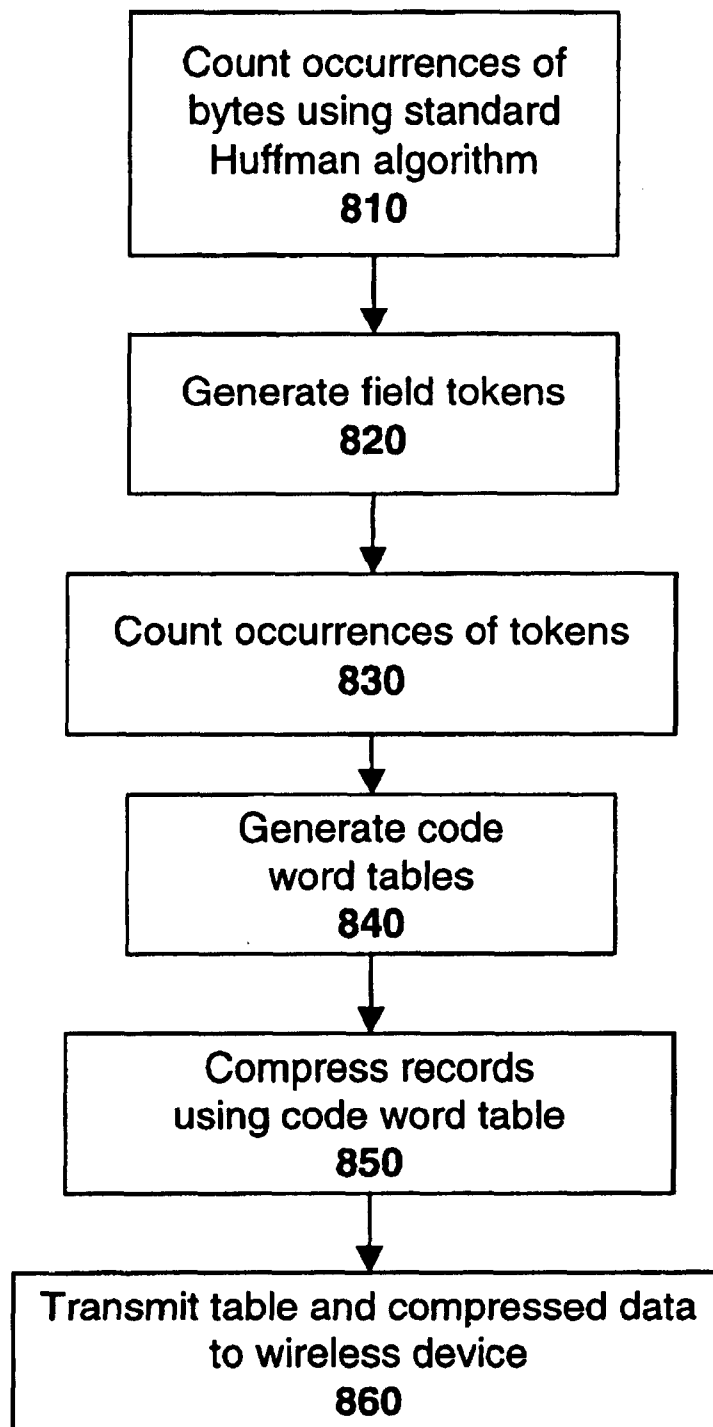 Count occurrences of
bytes using standard
Huffman algorithm
810
Generate field tokens
820
Count occurrences of tokens
830
Generate code
word tables
840
Compress records
using code word table
850
Transmit table and compressed data
to wireless device
860